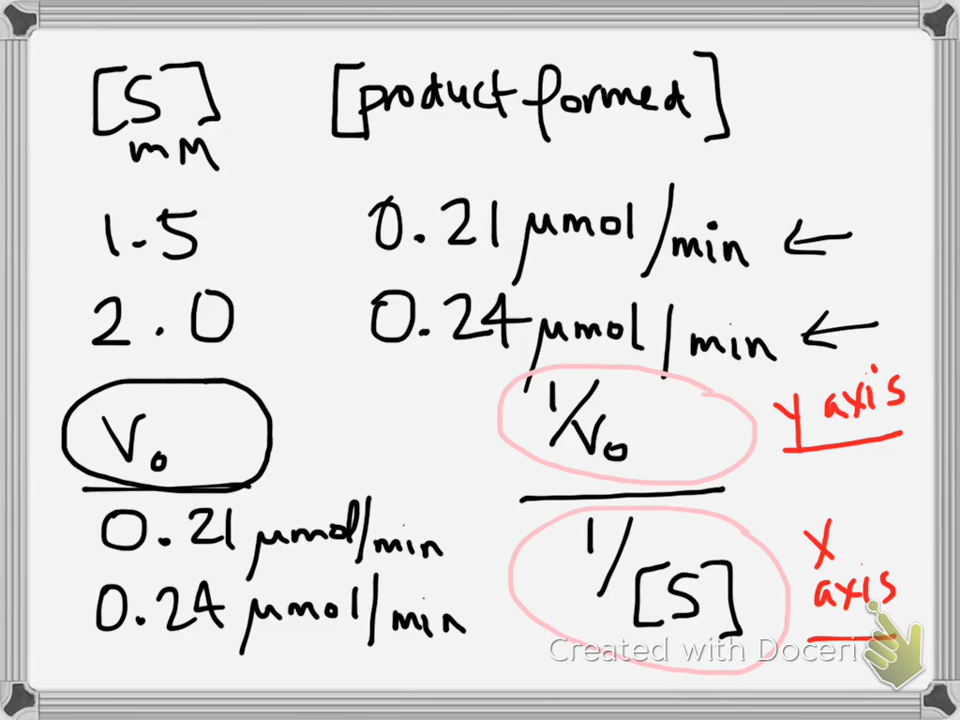 [S] [product formed]
mM
1.5 0.21 μmol/min ←
2.0 0.24 μmol/min ←
V₀ 1/V₀ y axis
0.21 μmol/min 1/[S] x axis
0.24 μmol/min
Created with Doceri